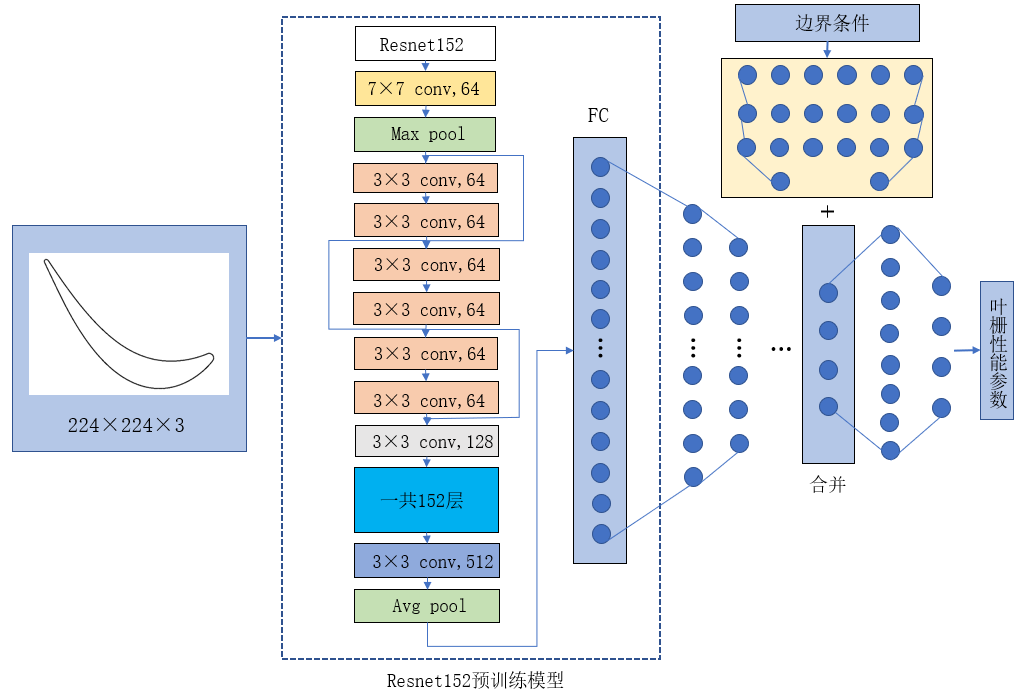 224×224×3
Resnet152
7×7 conv,64
Max pool
3×3 conv,64
3×3 conv,64
3×3 conv,64
3×3 conv,64
3×3 conv,64
3×3 conv,64
3×3 conv,128
一共152层
3×3 conv,512
Avg pool
Resnet152预训练模型
FC
边界条件
+
合并
叶栅性能参数